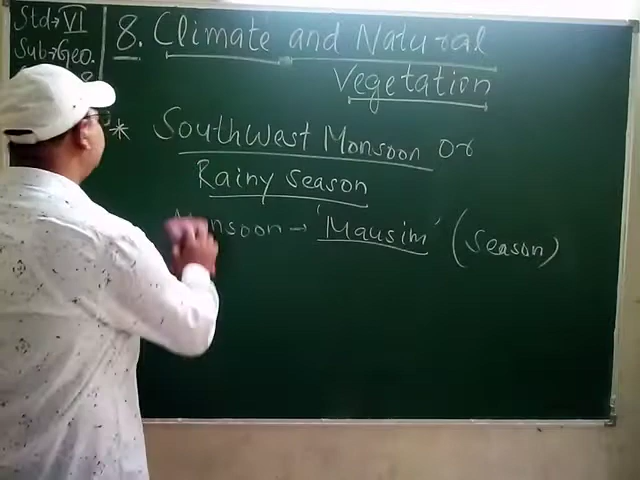 Std→VI
Sub→Geo.
8. Climate and Natural
Vegetation
* Southwest Monsoon or
Rainy Season
Monsoon → 'Mausim' (Season)